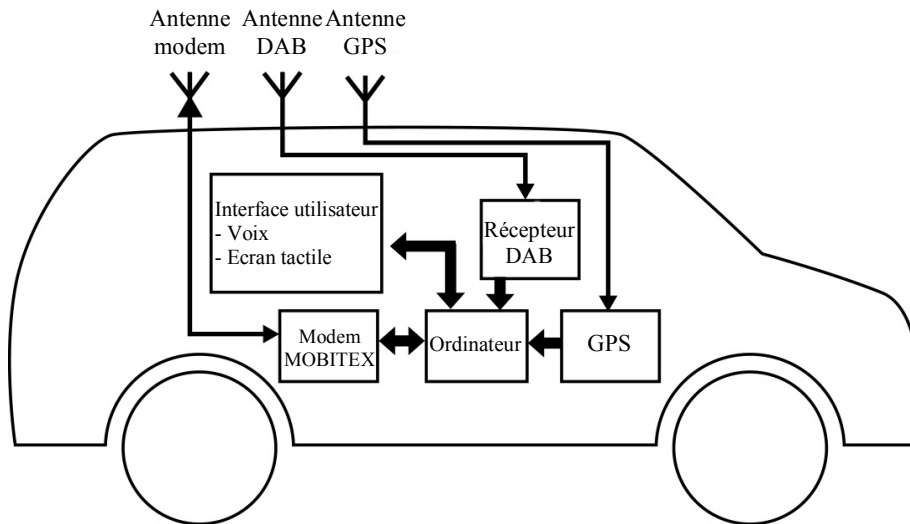 Antenne
modem
Antenne
DAB
Antenne
GPS
Interface utilisateur
- Voix
- Ecran tactile
Récepteur
DAB
Modem
MOBITEX
Ordinateur
GPS